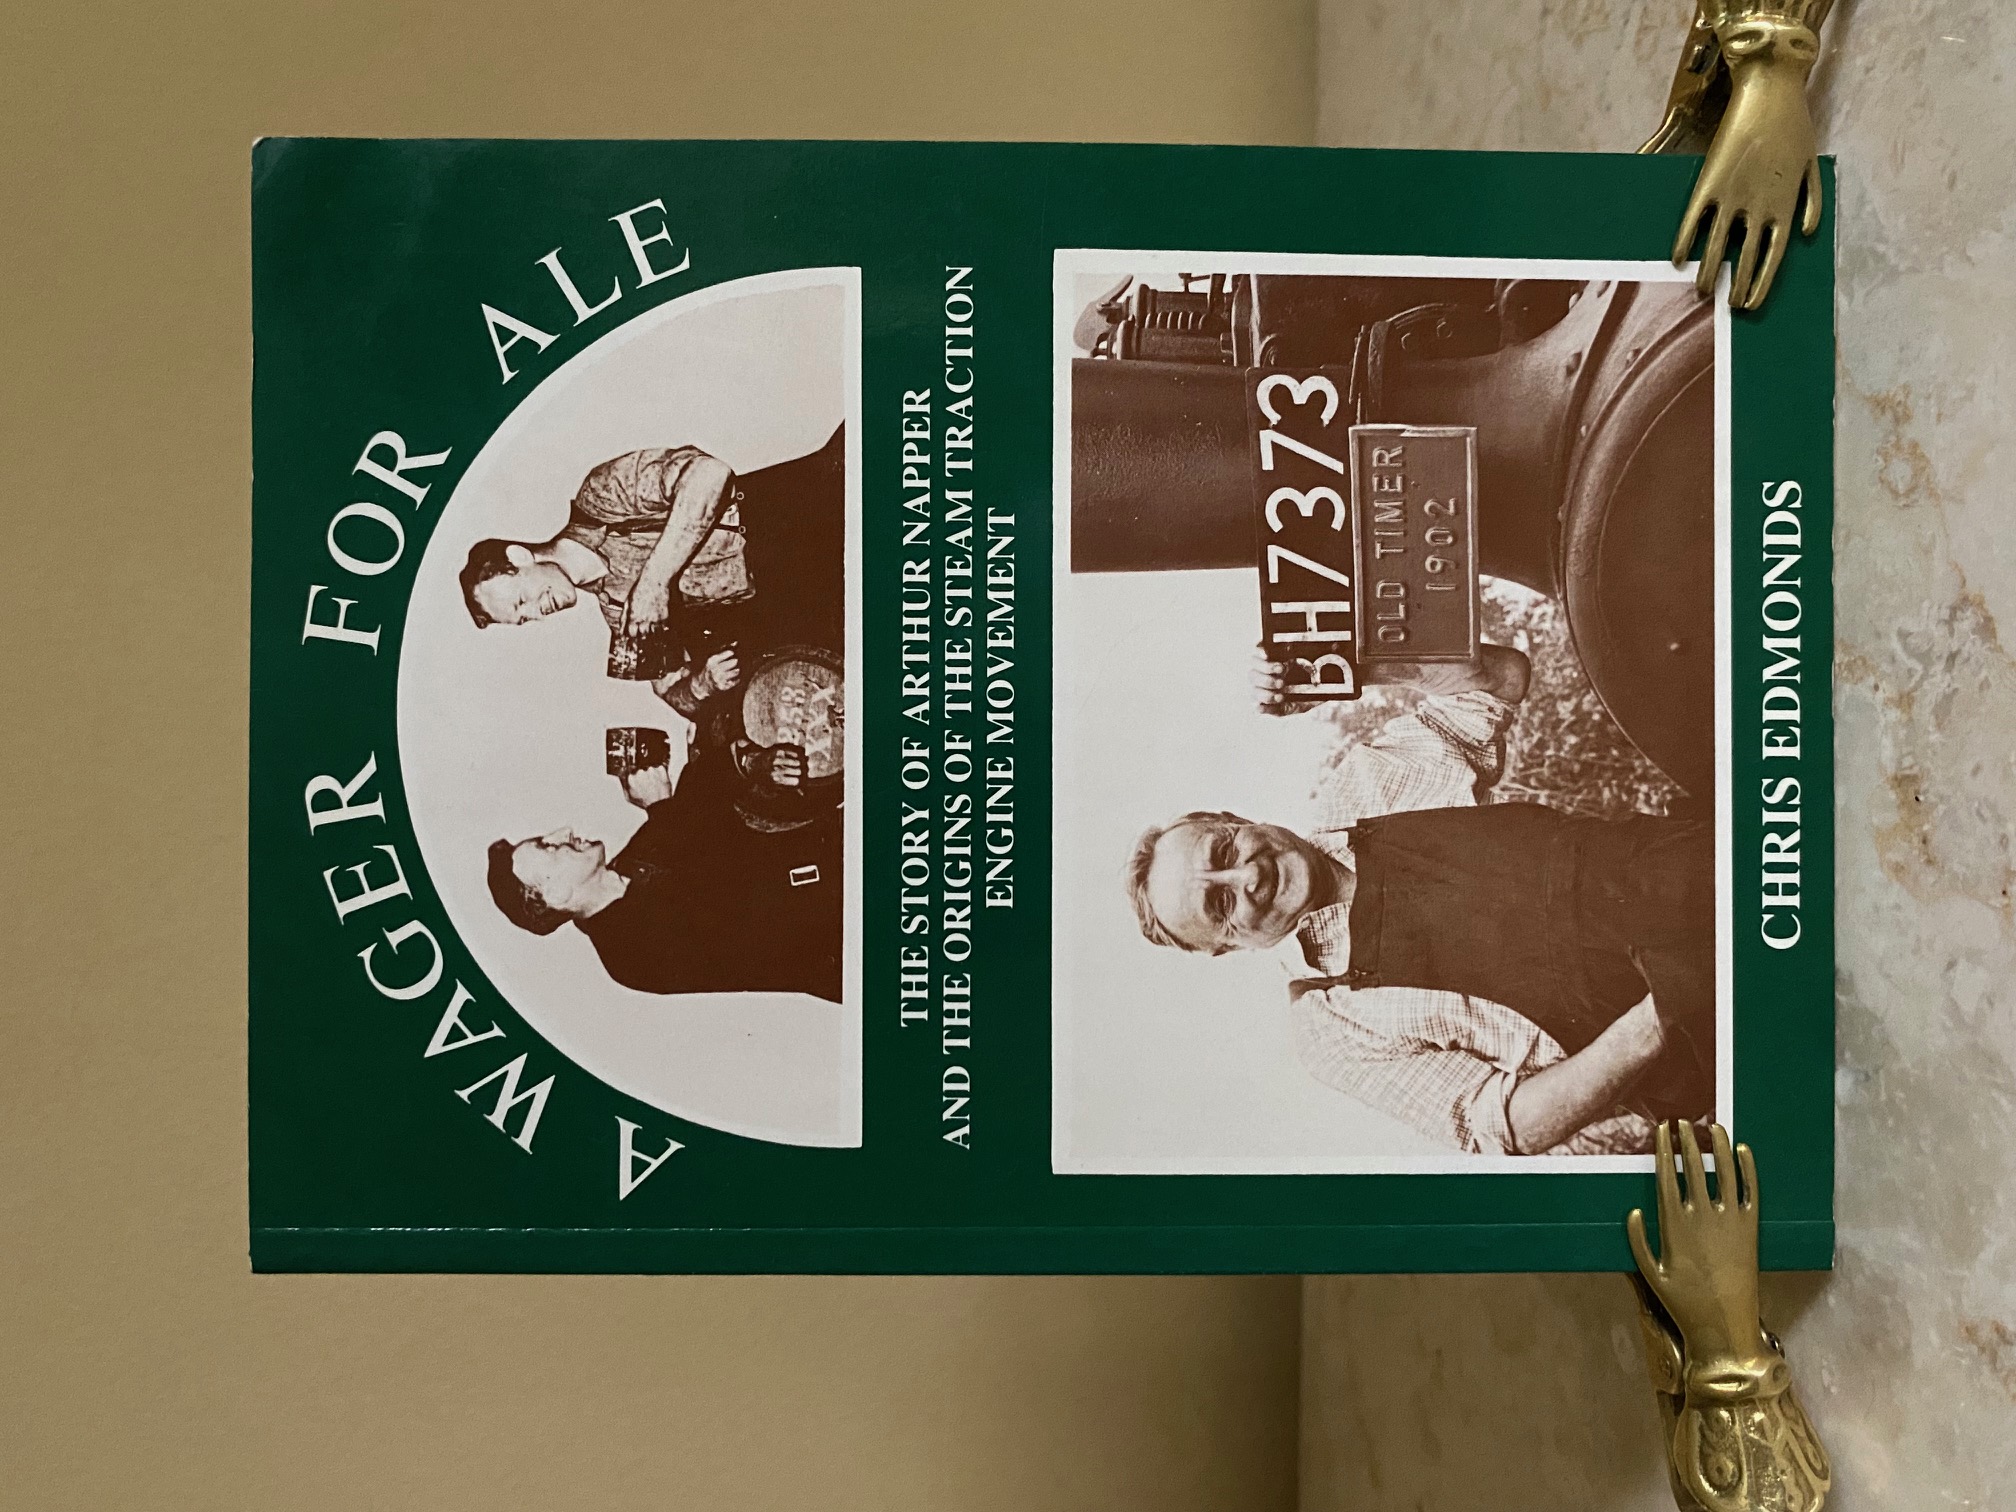 A WAGER FOR ALE
THE STORY OF ARTHUR NAPPER
AND THE ORIGINS OF THE STEAM TRACTION
ENGINE MOVEMENT
BH7373
OLD TIMER
1902
CHRIS EDMONDS